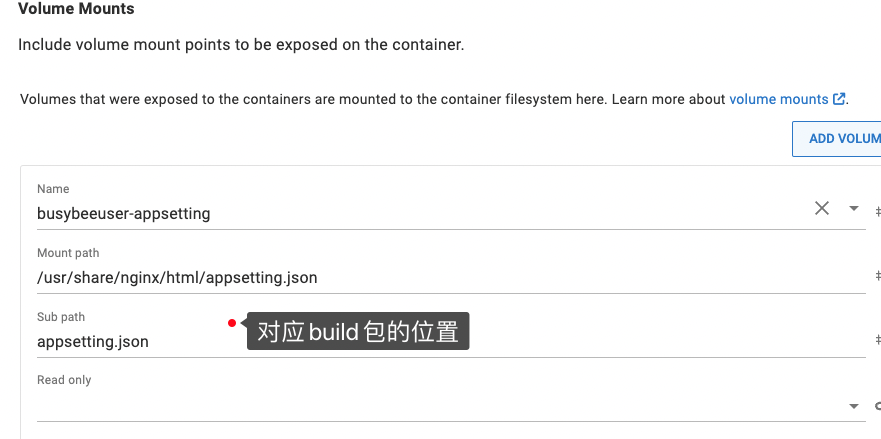 Volume Mounts
Include volume mount points to be exposed on the container.
Volumes that were exposed to the containers are mounted to the container filesystem here. Learn more about volume mounts.
ADD VOLUM
Name
busybeeuser-appsetting
Mount path
/usr/share/nginx/html/appsetting.json
Sub path
对应build包的位置
appsetting.json
Read only